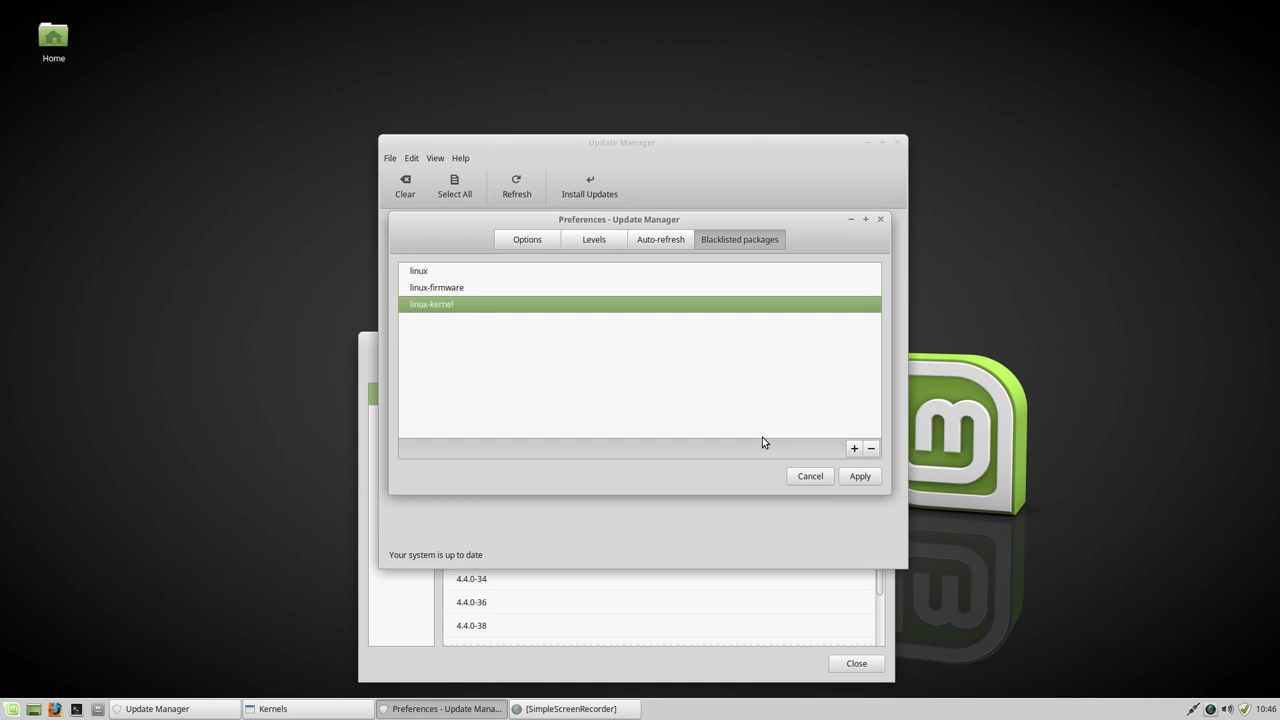 Home
Update Manager
File Edit View Help
Clear Select All Refresh Install Updates
Preferences - Update Manager
Options Levels Auto-refresh Blacklisted packages
linux
linux-firmware
linux-kernel
Cancel Apply
Your system is up to date
4.4.0-34
4.4.0-36
4.4.0-38
Close
Update Manager Kernels Preferences - Update Mana... [SimpleScreenRecorder] 10:46